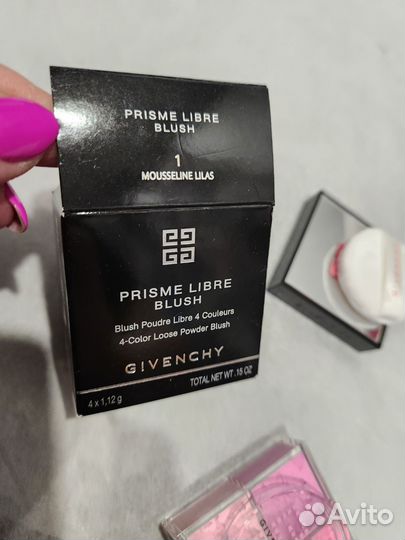 PRISME LIBRE
BLUSH
1
MOUSSELINE LILAS
PRISME LIBRE
BLUSH
Blush Poudre Libre 4 Couleurs
4-Color Loose Powder Blush
GIVENCHY
4 x 1,12 g
TOTAL NET WT. .15 OZ
GIVEN
Avito